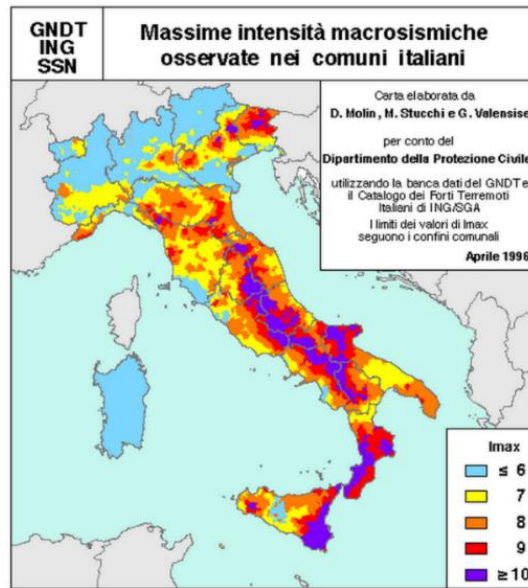 GNDT
ING
SSN
Massime intensità macrosismiche
osservate nei comuni italiani
Carta elaborata da
D. Molin, M. Stucchi e G. Valensise
per conto del
Dipartimento della Protezione Civile
utilizzando la banca dati del GNDT e
il Catalogo dei Forti Terremoti
Italiani di ING/SGA
I limiti dei valori di Imax
seguono i confini comunali
Aprile 1996
Imax
≤ 6
7
8
9
≥ 10